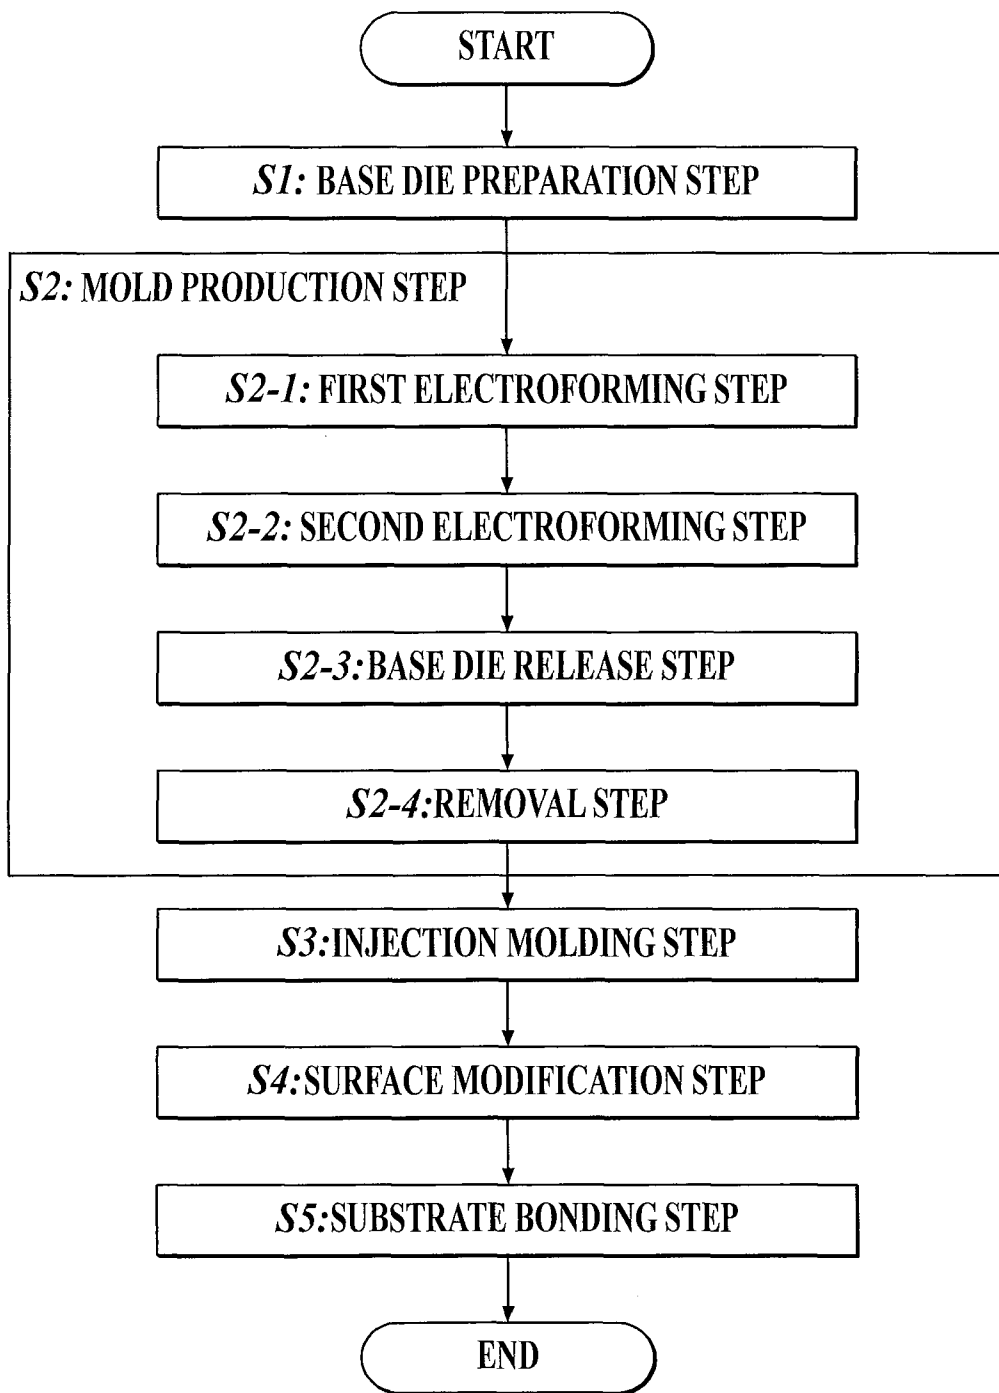 START
S1: BASE DIE PREPARATION STEP
S2: MOLD PRODUCTION STEP
S2-1: FIRST ELECTROFORMING STEP
S2-2: SECOND ELECTROFORMING STEP
S2-3:BASE DIE RELEASE STEP
S2-4:REMOVAL STEP
S3:INJECTION MOLDING STEP
S4:SURFACE MODIFICATION STEP
S5:SUBSTRATE BONDING STEP
END